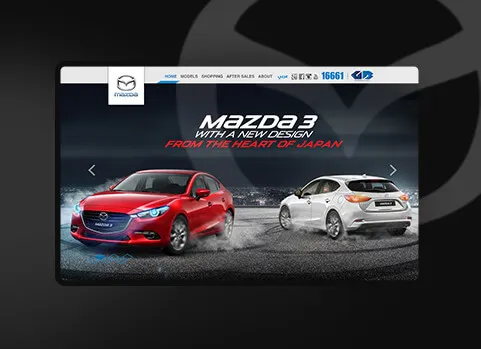 mazda
HOME MODELS SHOPPING AFTER SALES ABOUT عربي 16661
mazda 3
WITH A NEW DESIGN
FROM THE HEART OF JAPAN